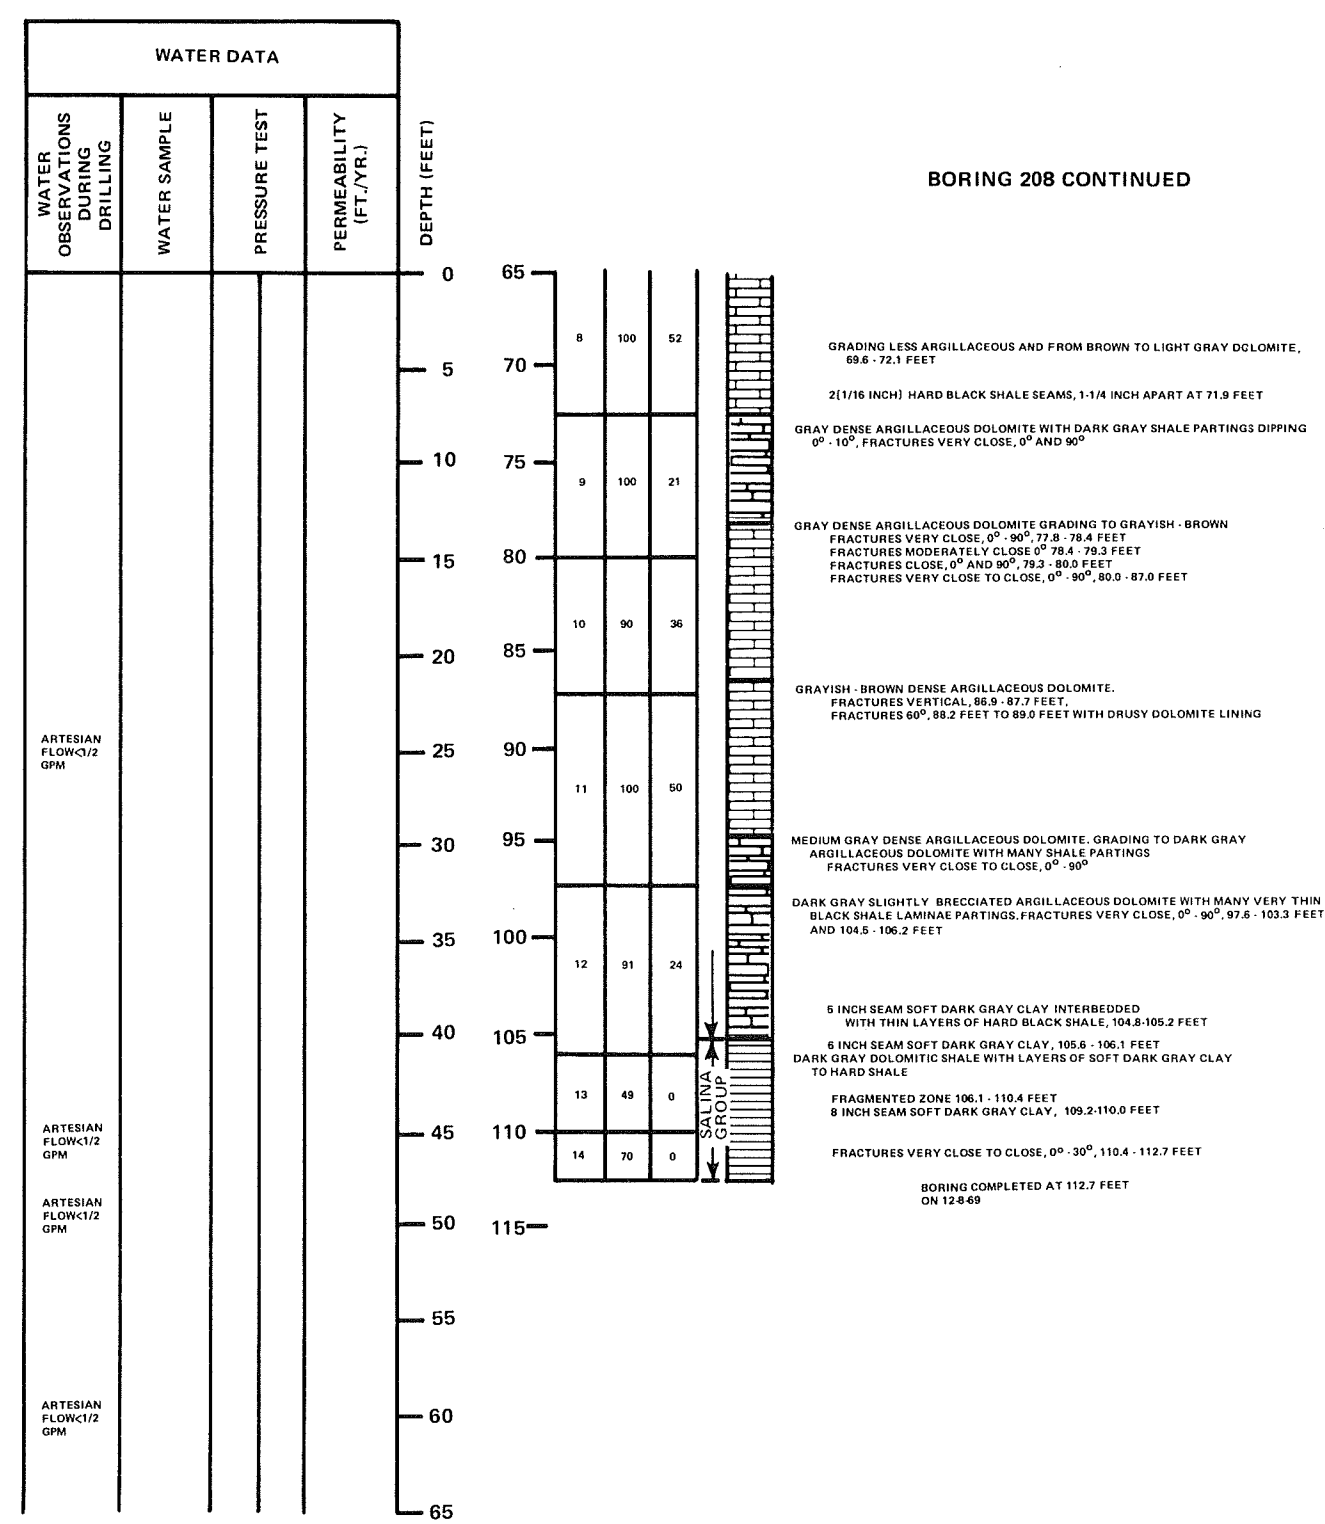 WATER DATA
WATER
OBSERVATIONS
DURING
DRILLING
WATER SAMPLE
PRESSURE TEST
PERMEABILITY
(FT./YR.)
DEPTH (FEET)
0
5
10
15
20
25
30
35
40
45
50
55
60
65
ARTESIAN
FLOW<1/2
GPM
ARTESIAN
FLOW<1/2
GPM
ARTESIAN
FLOW<1/2
GPM
ARTESIAN
FLOW<1/2
GPM
BORING 208 CONTINUED
65
70
75
80
85
90
95
100
105
110
115
8 100 52
9 100 21
10 90 36
11 100 50
12 91 24
13 49 0
14 70 0
SALINA
GROUP
GRADING LESS ARGILLACEOUS AND FROM BROWN TO LIGHT GRAY DOLOMITE,
69.6 - 72.1 FEET
2(1/16 INCH) HARD BLACK SHALE SEAMS, 1-1/4 INCH APART AT 71.9 FEET
GRAY DENSE ARGILLACEOUS DOLOMITE WITH DARK GRAY SHALE PARTINGS DIPPING
0° - 10°, FRACTURES VERY CLOSE, 0° AND 90°
GRAY DENSE ARGILLACEOUS DOLOMITE GRADING TO GRAYISH - BROWN
FRACTURES VERY CLOSE, 0° - 90°, 77.8 - 78.4 FEET
FRACTURES MODERATELY CLOSE 0° 78.4 - 79.3 FEET
FRACTURES CLOSE, 0° AND 90°, 79.3 - 80.0 FEET
FRACTURES VERY CLOSE TO CLOSE, 0° - 90°, 80.0 - 87.0 FEET
GRAYISH - BROWN DENSE ARGILLACEOUS DOLOMITE.
FRACTURES VERTICAL, 86.9 - 87.7 FEET,
FRACTURES 60°, 88.2 FEET TO 89.0 FEET WITH DRUSY DOLOMITE LINING
MEDIUM GRAY DENSE ARGILLACEOUS DOLOMITE. GRADING TO DARK GRAY
ARGILLACEOUS DOLOMITE WITH MANY SHALE PARTINGS
FRACTURES VERY CLOSE TO CLOSE, 0° - 90°
DARK GRAY SLIGHTLY BRECCIATED ARGILLACEOUS DOLOMITE WITH MANY VERY THIN
BLACK SHALE LAMINAE PARTINGS. FRACTURES VERY CLOSE, 0° - 90°, 97.6 - 103.3 FEET
AND 104.5 - 106.2 FEET
5 INCH SEAM SOFT DARK GRAY CLAY INTERBEDDED
WITH THIN LAYERS OF HARD BLACK SHALE, 104.8-105.2 FEET
6 INCH SEAM SOFT DARK GRAY CLAY, 105.6 - 106.1 FEET
DARK GRAY DOLOMITIC SHALE WITH LAYERS OF SOFT DARK GRAY CLAY
TO HARD SHALE
FRAGMENTED ZONE 106.1 - 110.4 FEET
8 INCH SEAM SOFT DARK GRAY CLAY, 109.2-110.0 FEET
FRACTURES VERY CLOSE TO CLOSE, 0° - 30°, 110.4 - 112.7 FEET
BORING COMPLETED AT 112.7 FEET
ON 12-8-69